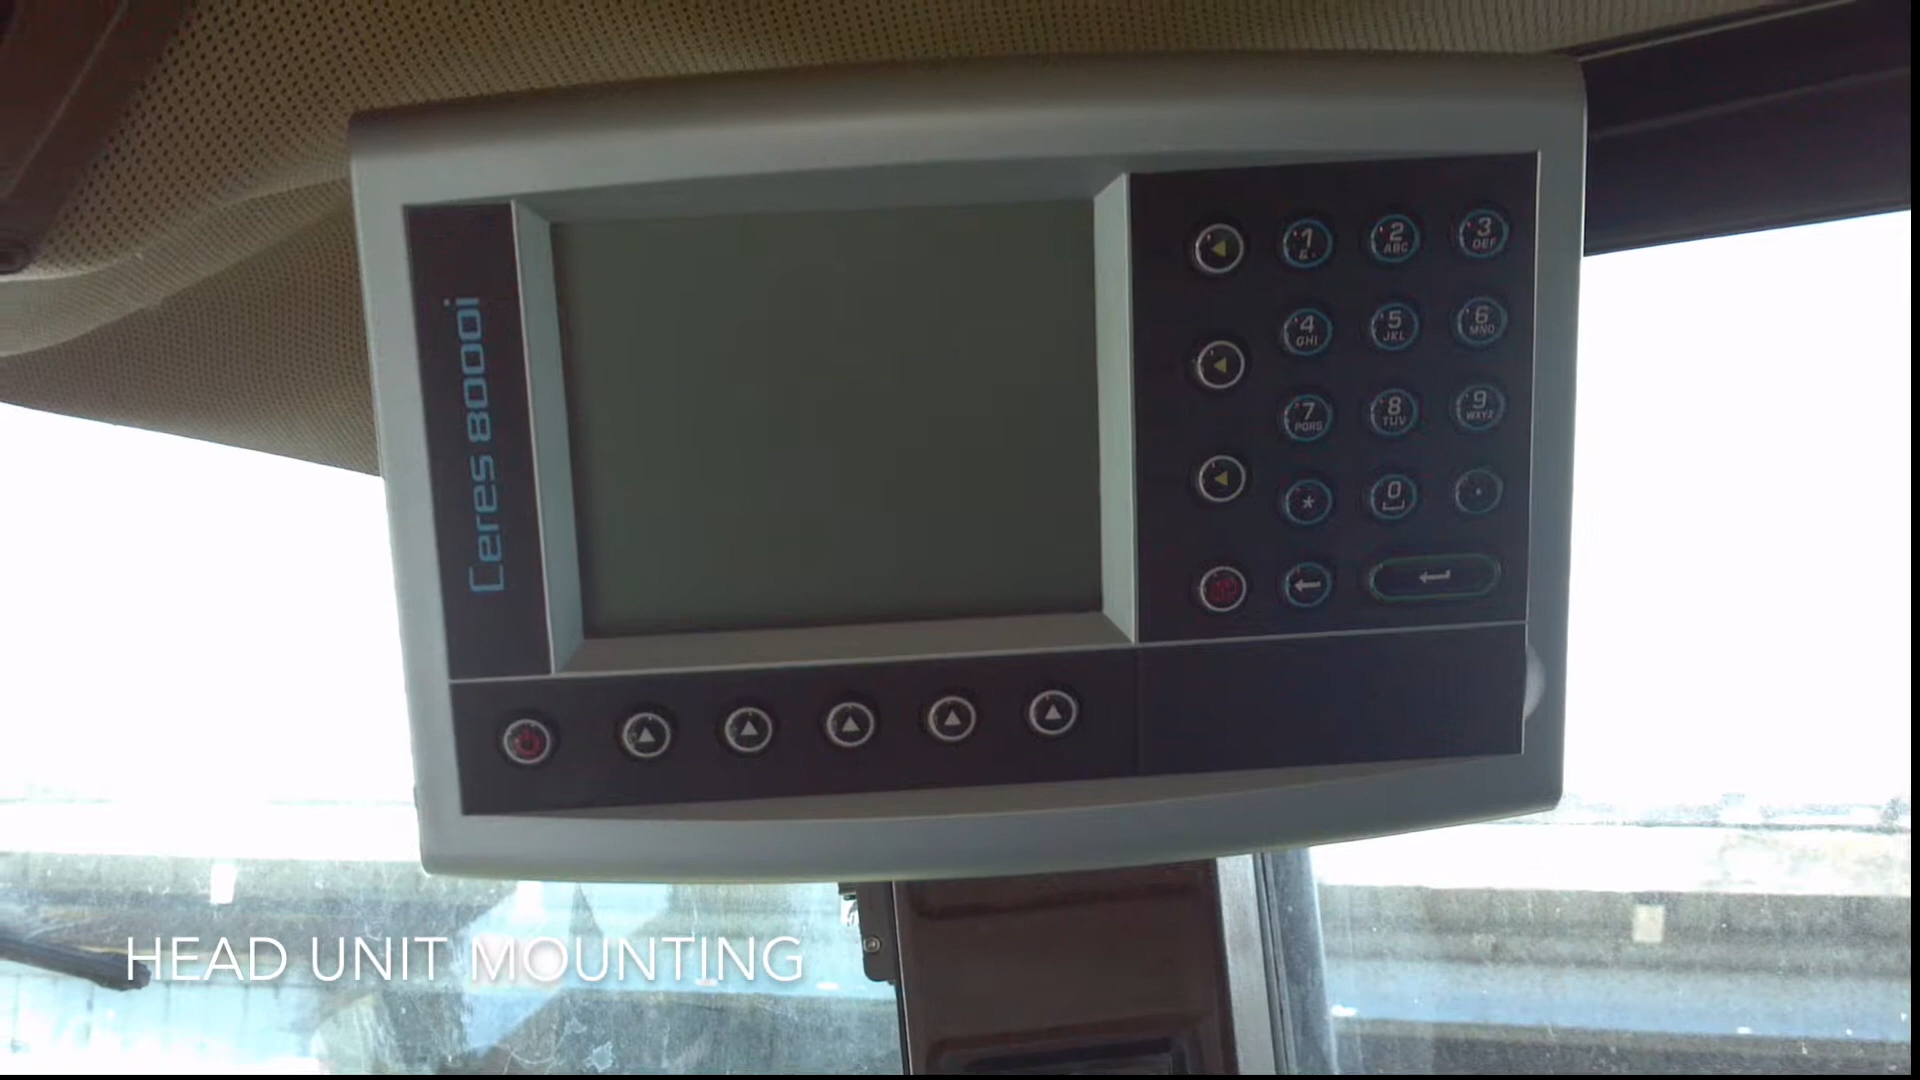 Ceres 8000i
1 2 3
&. ABC DEF
4 5 6
GHI JKL MNO
7 8 9
PQRS TUV WXYZ
* 0 .
HEAD UNIT MOUNTING